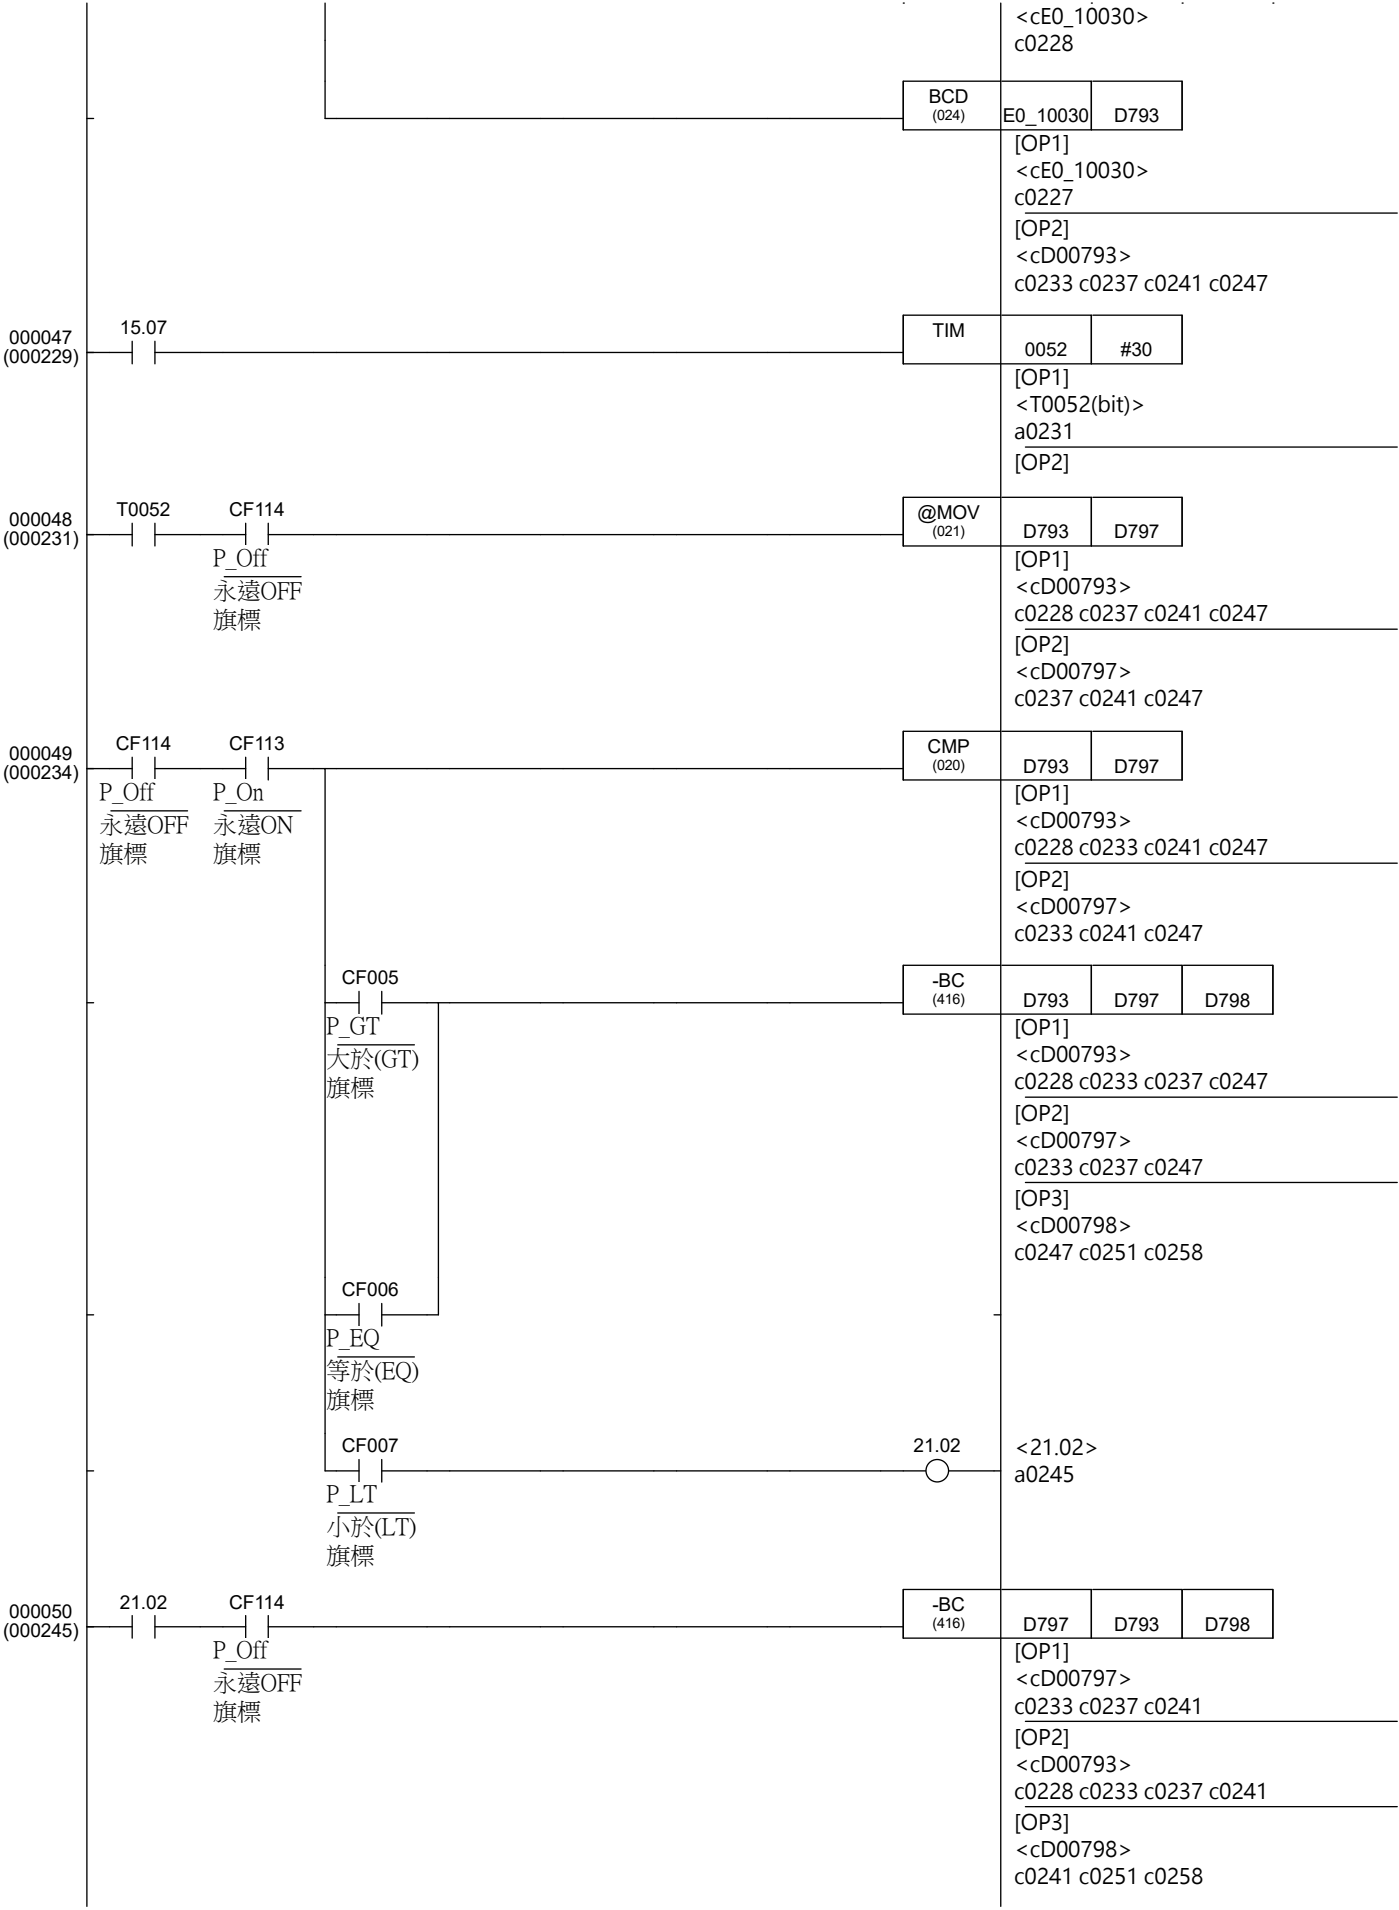 <cE0_10030>
c0228
BCD
(024)
E0_10030 D793
[OP1]
<cE0_10030>
c0227
[OP2]
<cD00793>
c0233 c0237 c0241 c0247
000047
(000229)
15.07
TIM
0052 #30
[OP1]
<T0052(bit)>
a0231
[OP2]
000048
(000231)
T0052 CF114
P_Off
永遠OFF
旗標
@MOV
(021)
D793 D797
[OP1]
<cD00793>
c0228 c0237 c0241 c0247
[OP2]
<cD00797>
c0237 c0241 c0247
000049
(000234)
CF114 CF113
P_Off P_On
永遠OFF 永遠ON
旗標 旗標
CMP
(020)
D793 D797
[OP1]
<cD00793>
c0228 c0233 c0241 c0247
[OP2]
<cD00797>
c0233 c0241 c0247
CF005
P_GT
大於(GT)
旗標
-BC
(416)
D793 D797 D798
[OP1]
<cD00793>
c0228 c0233 c0237 c0247
[OP2]
<cD00797>
c0233 c0237 c0247
[OP3]
<cD00798>
c0247 c0251 c0258
CF006
P_EQ
等於(EQ)
旗標
CF007
P_LT
小於(LT)
旗標
21.02
<21.02>
a0245
000050
(000245)
21.02 CF114
P_Off
永遠OFF
旗標
-BC
(416)
D797 D793 D798
[OP1]
<cD00797>
c0233 c0237 c0241
[OP2]
<cD00793>
c0228 c0233 c0237 c0241
[OP3]
<cD00798>
c0241 c0251 c0258